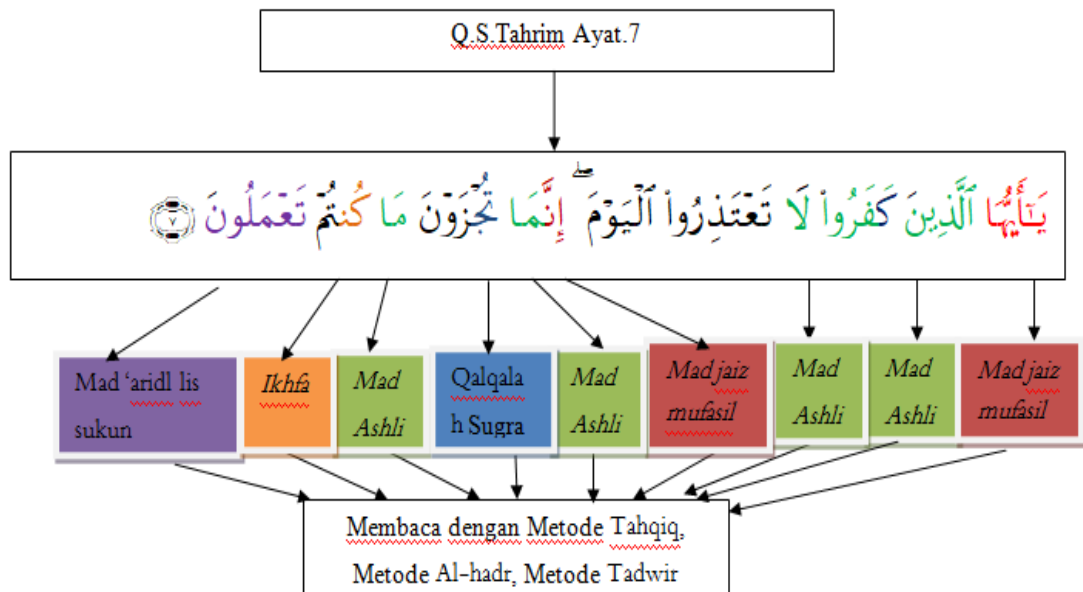 Q.S.Tahrim Ayat.7
يَٰٓأَيُّهَا ٱلَّذِينَ كَفَرُوا۟ لَا تَعْتَذِرُوا۟ ٱلْيَوْمَ ۖ إِنَّمَا تُجْزَوْنَ مَا كُنتُمْ تَعْمَلُونَ ٧
Mad ‘aridl lis
sukun
Ikhfa
Mad
Ashli
Qalqala
h Sugra
Mad
Ashli
Mad jaiz
mufasil
Mad
Ashli
Mad
Ashli
Mad jaiz
mufasil
Membaca dengan Metode Tahqiq,
Metode Al-hadr, Metode Tadwir